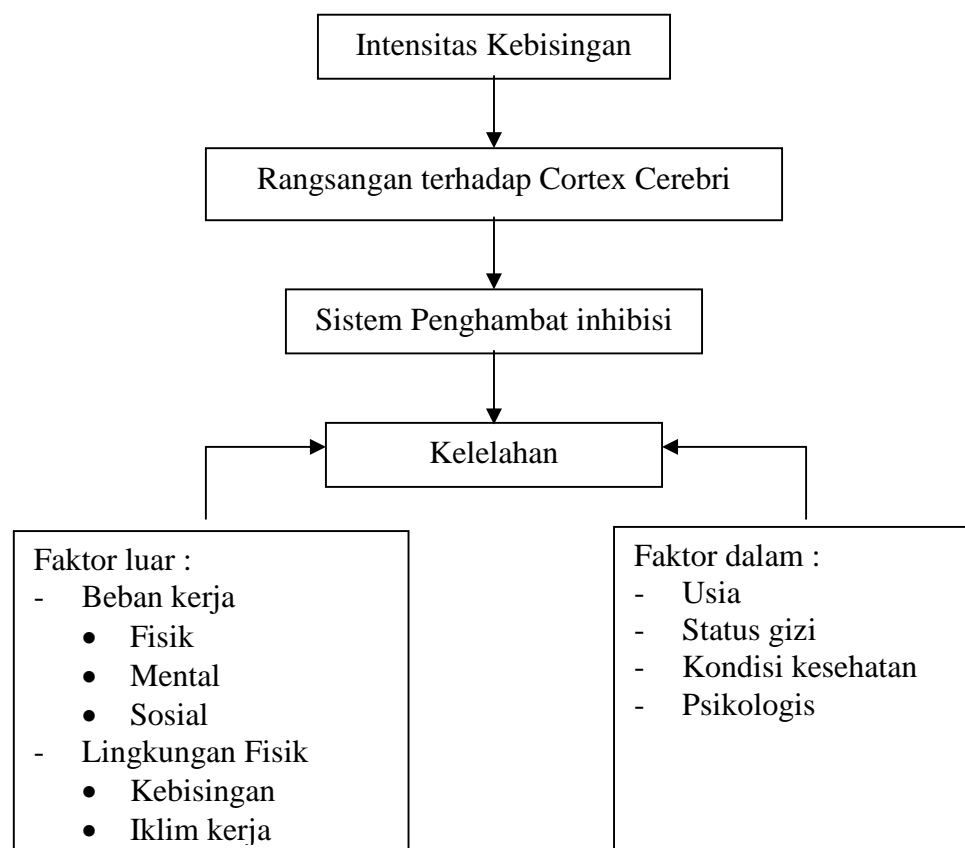 Intensitas Kebisingan
Rangsangan terhadap Cortex Cerebri
Sistem Penghambat inhibisi
Kelelahan
Faktor luar :
- Beban kerja
• Fisik
• Mental
• Sosial
- Lingkungan Fisik
• Kebisingan
• Iklim kerja
Faktor dalam :
- Usia
- Status gizi
- Kondisi kesehatan
- Psikologis